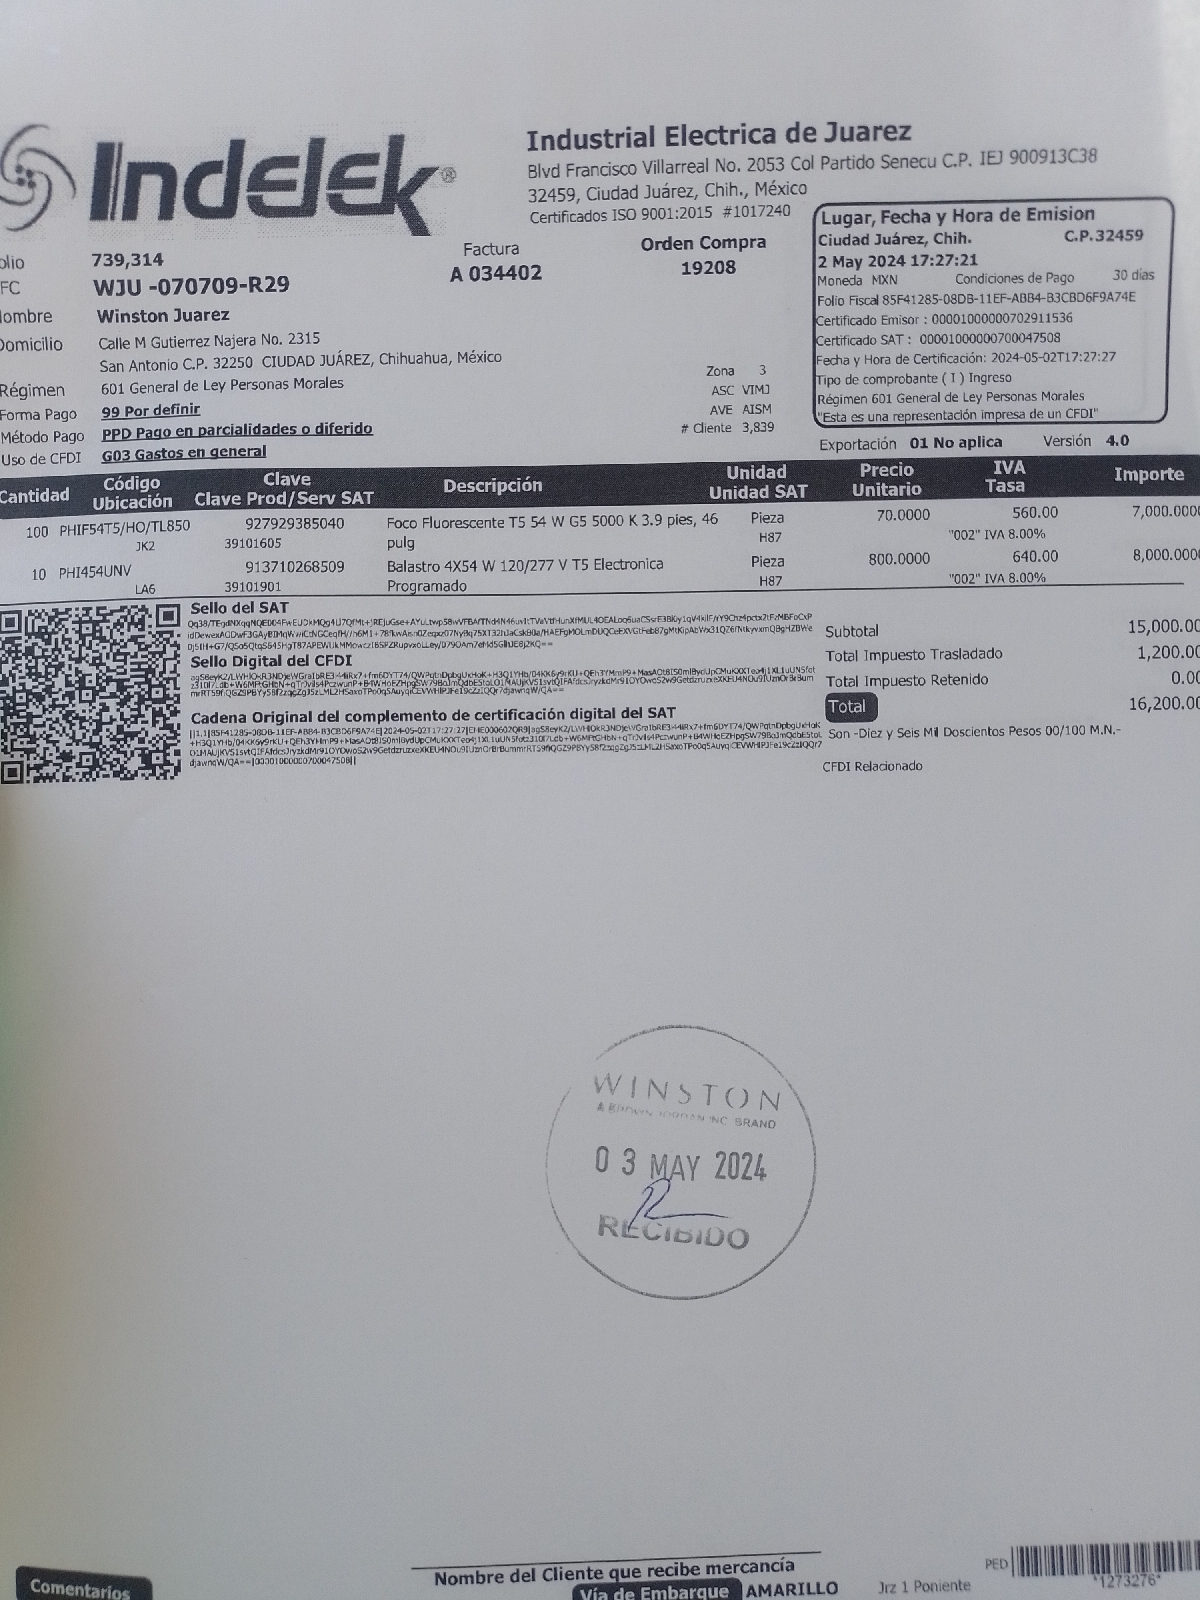 Indelek®
Industrial Electrica de Juarez
Blvd Francisco Villarreal No. 2053 Col Partido Senecu C.P. IEJ 900913C38
32459, Ciudad Juárez, Chih., México
Certificados ISO 9001:2015 #1017240
olio 739,314
FC WJU -070709-R29
ombre Winston Juarez
Domicilio Calle M Gutierrez Najera No. 2315
San Antonio C.P. 32250 CIUDAD JUÁREZ, Chihuahua, México
Régimen 601 General de Ley Personas Morales
Forma Pago 99 Por definir
Método Pago PPD Pago en parcialidades o diferido
Uso de CFDI G03 Gastos en general
Factura
A 034402
Orden Compra
19208
Zona 3
ASC VIMJ
AVE AISM
# Cliente 3,839
Lugar, Fecha y Hora de Emision
Ciudad Juárez, Chih. C.P.32459
2 May 2024 17:27:21
Moneda MXN Condiciones de Pago 30 dias
Folio Fiscal 85F41285-08DB-11EF-ABB4-B3CBD6F9A74E
Certificado Emisor : 00001000000702911536
Certificado SAT : 00001000000700047508
Fecha y Hora de Certificación: 2024-05-02T17:27:27
Tipo de comprobante ( I ) Ingreso
Régimen 601 General de Ley Personas Morales
"Esta es una representación impresa de un CFDI"
Exportación 01 No aplica Versión 4.0
Cantidad Código Ubicación Clave Clave Prod/Serv SAT Descripción Unidad Unidad SAT Precio Unitario IVA Tasa Importe
100 PHIF54T5/HO/TL850 927929385040 Foco Fluorescente T5 54 W G5 5000 K 3.9 pies, 46 Pieza 70.0000 560.00 7,000.0000
JK2 39101605 pulg H87 "002" IVA 8.00%
10 PHI454UNV 913710268509 Balastro 4X54 W 120/277 V T5 Electronica Pieza 800.0000 640.00 8,000.0000
LA6 39101901 Programado H87 "002" IVA 8.00%
Sello del SAT
Sello Digital del CFDI
Cadena Original del complemento de certificación digital del SAT
Subtotal 15,000.00
Total Impuesto Trasladado 1,200.00
Total Impuesto Retenido 0.00
Total 16,200.00
Son -Diez y Seis Mil Doscientos Pesos 00/100 M.N.-
CFDI Relacionado
WINSTON
A BROWN JORDAN INC BRAND
03 MAY 2024
RECIBIDO
Comentarios
Nombre del Cliente que recibe mercancía
Vía de Embarque AMARILLO
Jrz 1 Poniente
PED
*1273276*